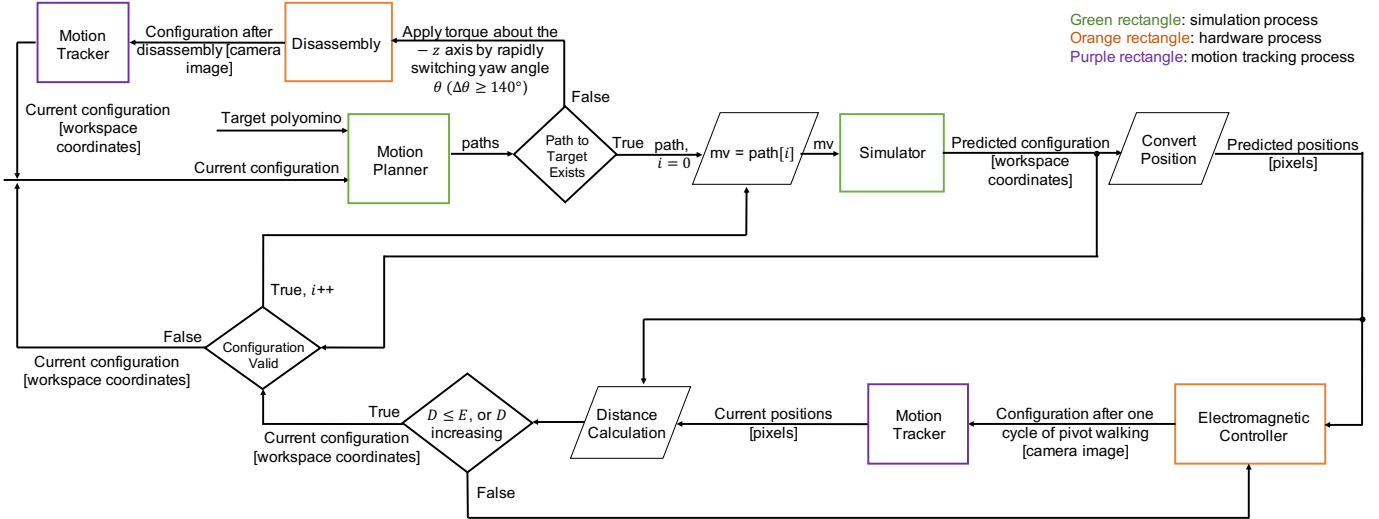 Green rectangle: simulation process
Orange rectangle: hardware process
Purple rectangle: motion tracking process
Motion
Tracker
Configuration after
disassembly [camera
image]
Disassembly
Apply torque about the
− z axis by rapidly
switching yaw angle
θ (Δθ ≥ 140°)
False
Current configuration
[workspace
coordinates]
Target polyomino
Current configuration
Motion
Planner
paths
Path to
Target
Exists
True
path,
i = 0
mv = path[i]
mv
Simulator
Predicted configuration
[workspace
coordinates]
Convert
Position
Predicted positions
[pixels]
True, i++
False
Configuration
Valid
Current configuration
[workspace coordinates]
True
Current configuration
[workspace coordinates]
D ≤ E, or D
increasing
False
Distance
Calculation
Current positions
[pixels]
Motion
Tracker
Configuration after one
cycle of pivot walking
[camera image]
Electromagnetic
Controller